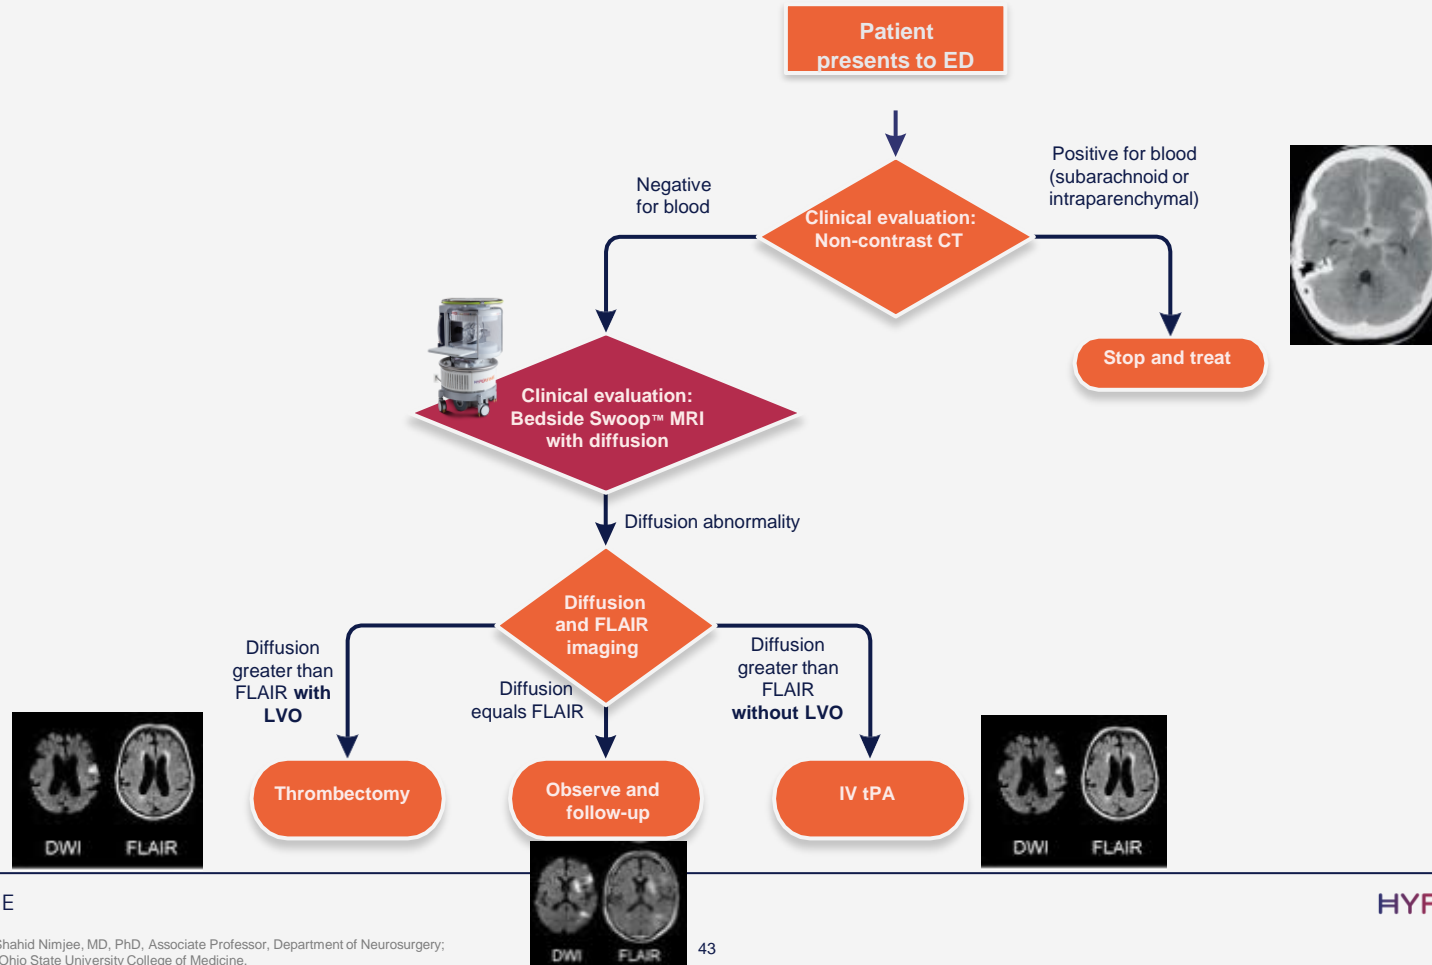 Patient
presents to ED
Negative
for blood
Clinical evaluation:
Non-contrast CT
Positive for blood
(subarachnoid or
intraparenchymal)
Stop and treat
Clinical evaluation:
Bedside Swoop™ MRI
with diffusion
Diffusion abnormality
Diffusion
and FLAIR
imaging
Diffusion
greater than
FLAIR with
LVO
Diffusion
equals FLAIR
Diffusion
greater than
FLAIR
without LVO
Thrombectomy
Observe and
follow-up
IV tPA
DWI FLAIR
DWI FLAIR
DWI FLAIR
E
HYP
Shahid Nimjee, MD, PhD, Associate Professor, Department of Neurosurgery;
Ohio State University College of Medicine.
43